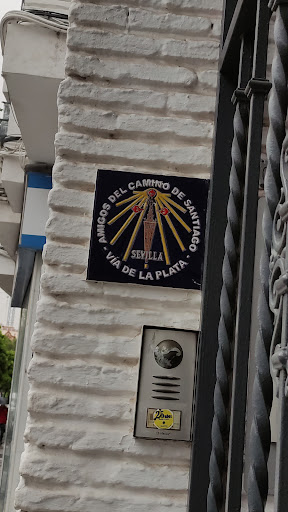 AMIGOS DEL CAMINO DE SANTIAGO
SEVILLA
· VÍA DE LA PLATA ·